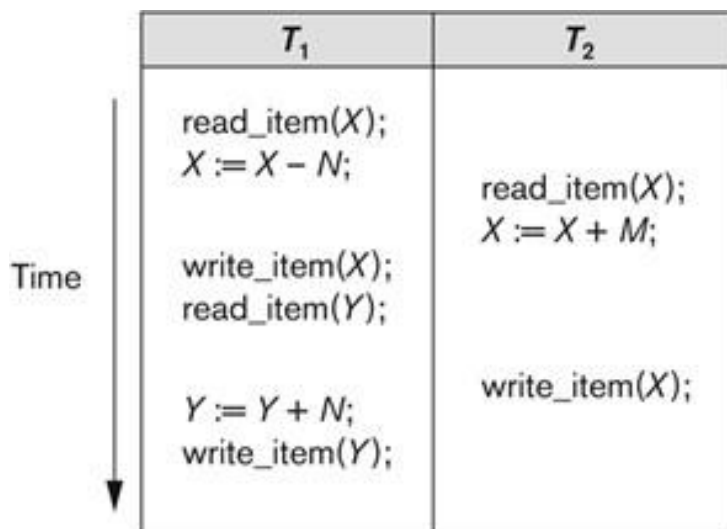 T₁ T₂
read_item(X);
X := X – N;
read_item(X);
X := X + M;
Time
write_item(X);
read_item(Y);
write_item(X);
Y := Y + N;
write_item(Y);